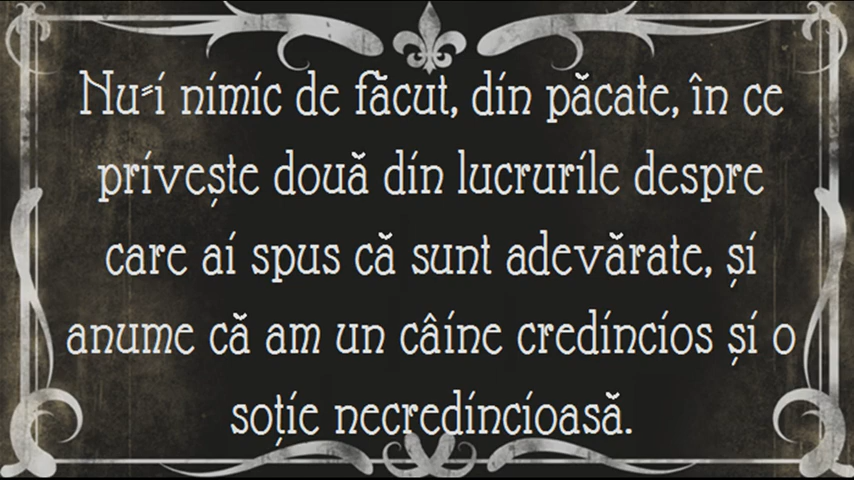 Nu-i nimic de făcut, din păcate, în ce
privește două din lucrurile despre
care ai spus că sunt adevărate, și
anume că am un câine credincios și o
soție necredincioasă.